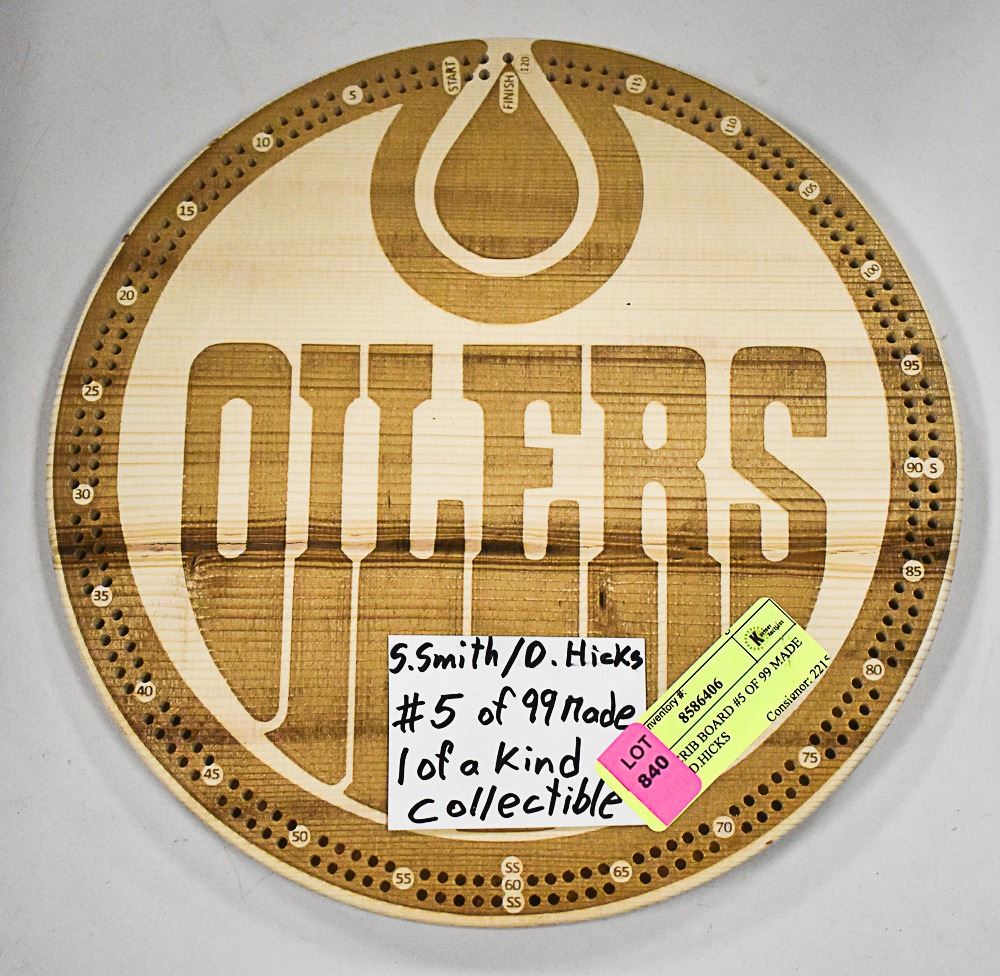 START
FINISH
120
5
10
15
20
25
30
35
40
45
50
55
SS
60
SS
65
70
75
80
85
90 S
95
100
105
110
115
OILERS
S.Smith/D. Hicks
#5 of 99 made
1 of a Kind
collectible
nventory #:
8586406
RIB BOARD #5 OF 99 MADE
D.HICKS
Consignor: 221
LOT
840